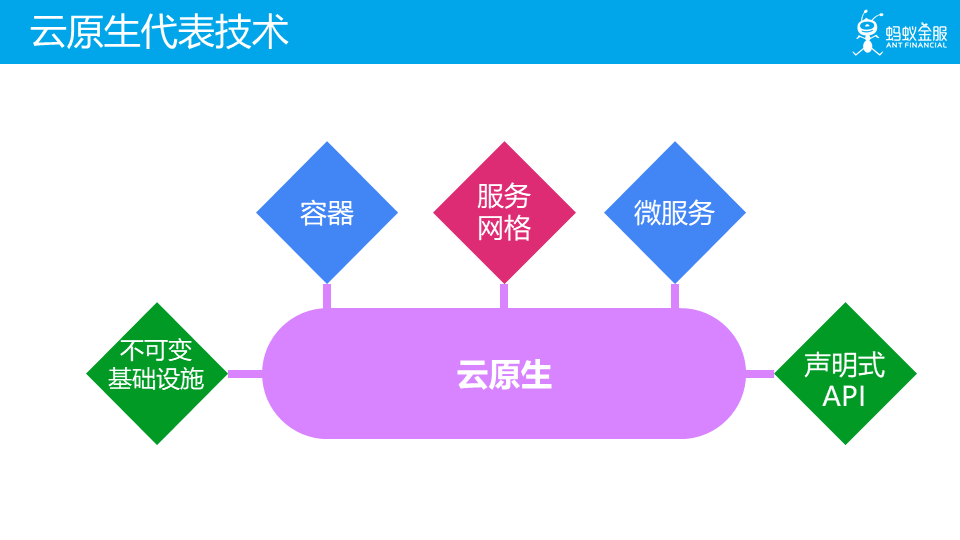 云原生代表技术
蚂蚁金服
ANT FINANCIAL
容器
服务
网格
微服务
不可变
基础设施
云原生
声明式
API